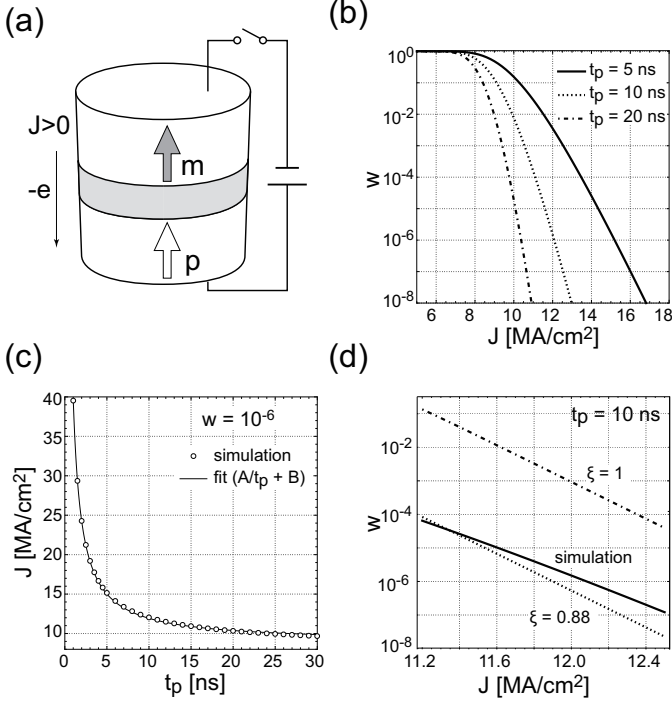 (a)
J>0
-e
m
p
(b)
10⁰
10⁻²
10⁻⁴
10⁻⁶
10⁻⁸
w
t_p = 5 ns
t_p = 10 ns
t_p = 20 ns
6 8 10 12 14 16 18
J [MA/cm²]
(c)
40
35
30
25
20
15
10
J [MA/cm²]
w = 10⁻⁶
simulation
fit (A/t_p + B)
0 5 10 15 20 25 30
t_p [ns]
(d)
10⁻²
10⁻⁴
10⁻⁶
10⁻⁸
w
t_p = 10 ns
ξ = 1
simulation
ξ = 0.88
11.2 11.6 12.0 12.4
J [MA/cm²]